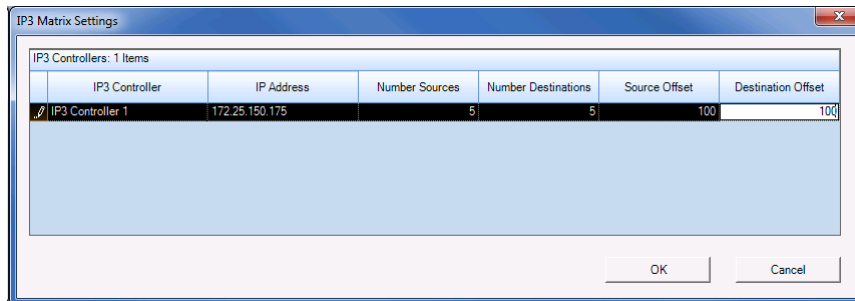 IP3 Matrix Settings
IP3 Controllers: 1 Items
IP3 Controller IP Address Number Sources Number Destinations Source Offset Destination Offset
IP3 Controller 1 172.25.150.175 5 5 100 100
OK Cancel